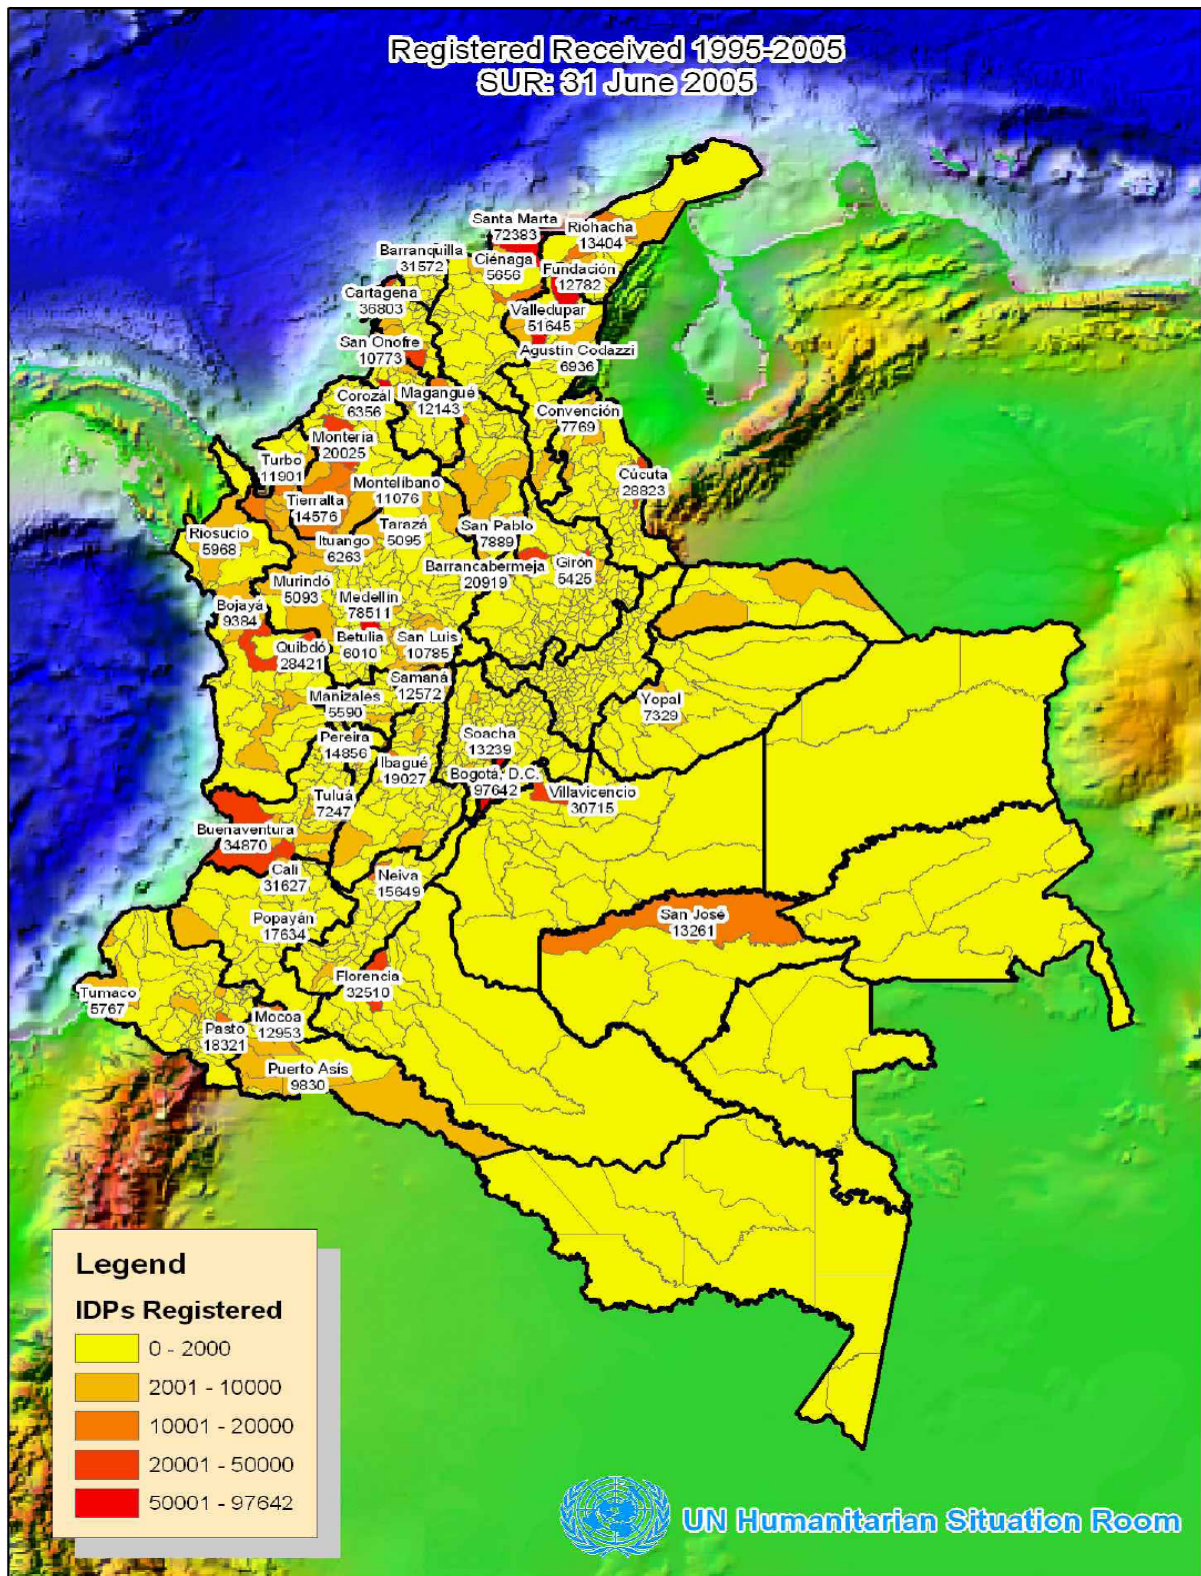 Registered Received 1995-2005
SUR: 31 June 2005
Santa Marta
72383
Riohacha
13404
Barranquilla
31572
Ciénaga
5656
Fundación
12782
Cartagena
36803
Valledupar
51645
San Onofre
10773
Agustín Codazzi
6936
Corozál
6356
Magangué
12143
Convención
7769
Montería
20025
Turbo
11901
Cúcuta
28823
Montelíbano
11076
Tierralta
14576
Tarazá
5095
San Pablo
7889
Riosucio
5968
Ituango
6263
Barrancabermeja
20919
Girón
5425
Murindó
5093
Medellín
78511
Bojayá
9384
Quibdó
28421
Betulia
6010
San Luis
10785
Samaná
12572
Manizales
5590
Yopal
7329
Pereira
14856
Soacha
13239
Ibagué
19027
Bogotá, D.C.
97642
Villavicencio
30715
Tuluá
7247
Buenaventura
34870
Cali
31627
Neiva
15649
Popayán
17634
San José
13261
Florencia
32510
Tumaco
5767
Mocoa
12953
Pasto
18321
Puerto Asís
9830
Legend
IDPs Registered
0 - 2000
2001 - 10000
10001 - 20000
20001 - 50000
50001 - 97642
UN Humanitarian Situation Room